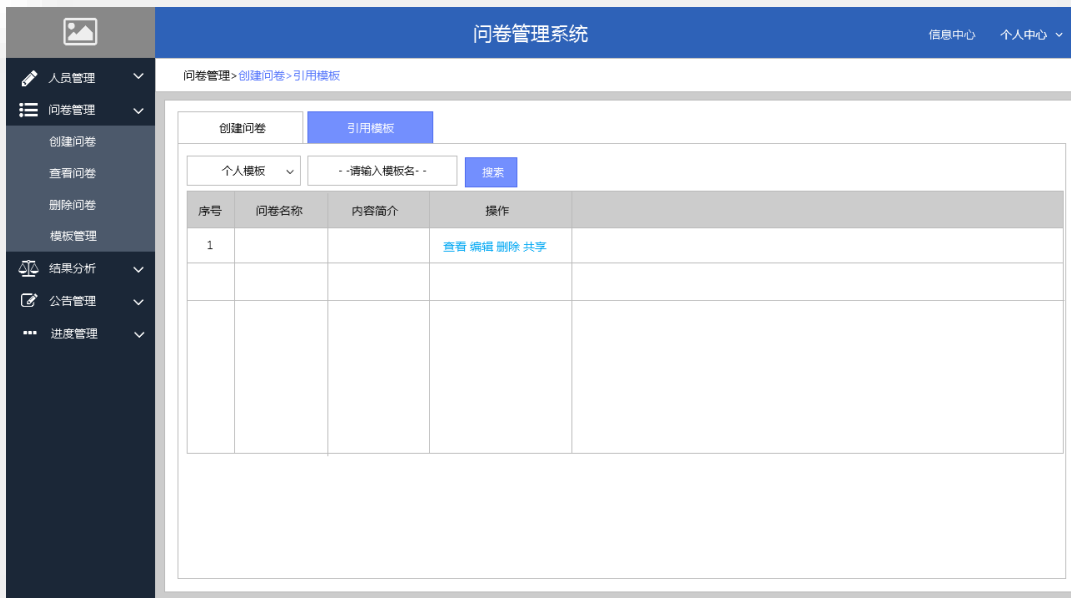 问卷管理系统
信息中心 个人中心
人员管理
问卷管理
创建问卷
查看问卷
删除问卷
模板管理
结果分析
公告管理
进度管理
问卷管理>创建问卷>引用模板
创建问卷 引用模板
个人模板 - -请输入模板名- - 搜索
序号 问卷名称 内容简介 操作
1 查看 编辑 删除 共享